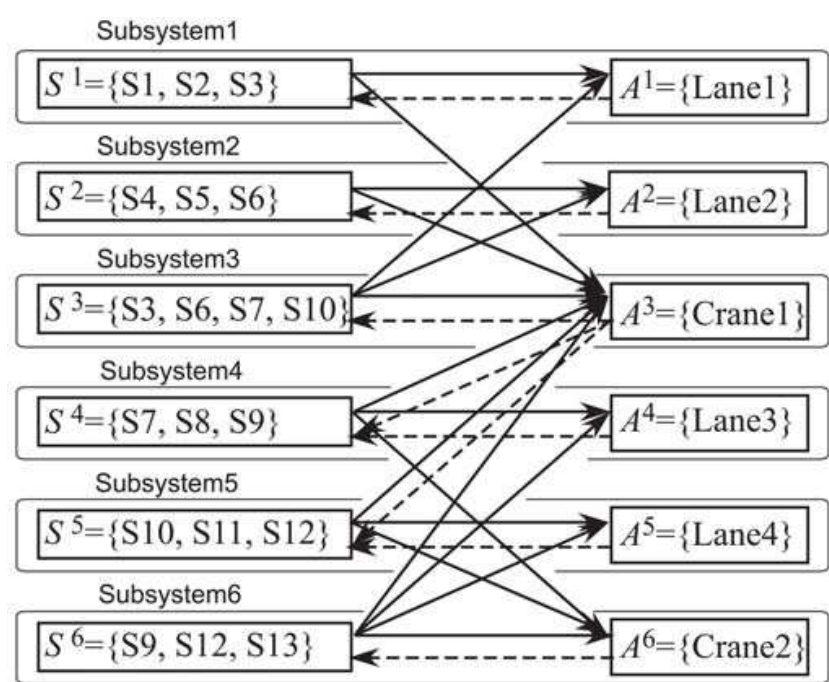 Subsystem1
S¹={S1, S2, S3} A¹={Lane1}
Subsystem2
S²={S4, S5, S6} A²={Lane2}
Subsystem3
S³={S3, S6, S7, S10} A³={Crane1}
Subsystem4
S⁴={S7, S8, S9} A⁴={Lane3}
Subsystem5
S⁵={S10, S11, S12} A⁵={Lane4}
Subsystem6
S⁶={S9, S12, S13} A⁶={Crane2}